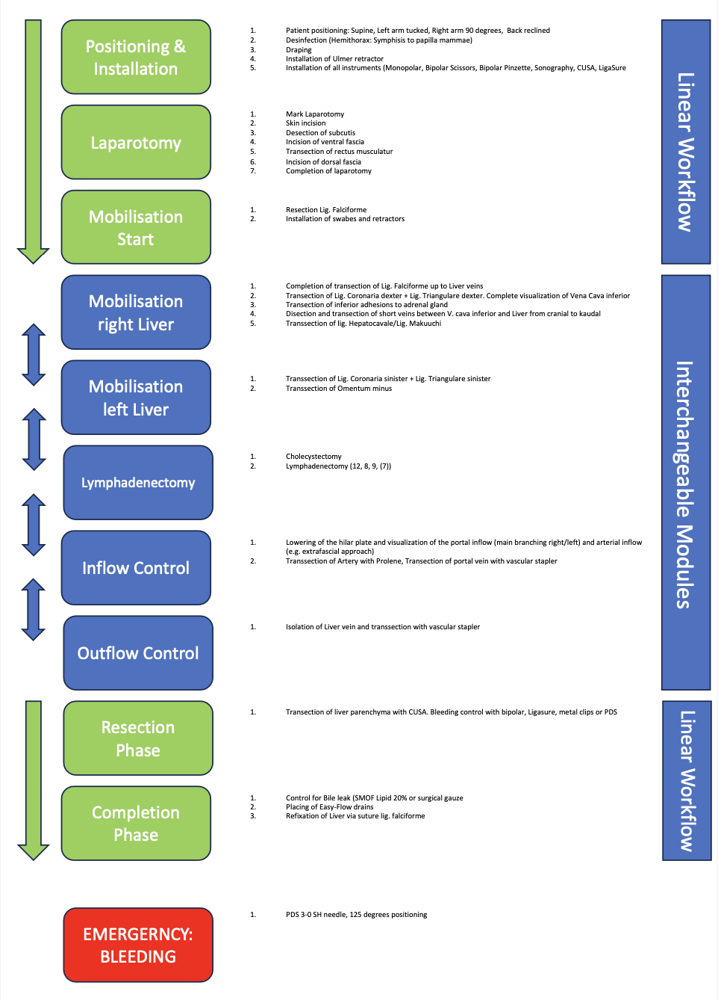 Positioning &
Installation
1. Patient positioning: Supine, Left arm tucked, Right arm 90 degrees, Back reclined
2. Desinfection (Hemithorax: Symphisis to papilla mammae)
3. Draping
4. Installation of Ulmer retractor
5. Installation of all instruments (Monopolar, Bipolar Scissors, Bipolar Pinzette, Sonography, CUSA, LigaSure
Linear Workflow
Laparotomy
1. Mark Laparotomy
2. Skin incision
3. Desection of subcutis
4. Incision of ventral fascia
5. Transection of rectus musculatur
6. Incision of dorsal fascia
7. Completion of laparotomy
Mobilisation
Start
1. Resection Lig. Falciforme
2. Installation of swabes and retractors
Mobilisation
right Liver
1. Completion of transection of Lig. Falciforme up to Liver veins
2. Transection of Lig. Coronaria dexter + Lig. Triangulare dexter. Complete visualization of Vena Cava inferior
3. Transection of inferior adhesions to adrenal gland
4. Disection and transection of short veins between V. cava inferior and Liver from cranial to kaudal
5. Transsection of lig. Hepatocavale/Lig. Makuuchi
Interchangeable Modules
Mobilisation
left Liver
1. Transsection of Lig. Coronaria sinister + Lig. Triangulare sinister
2. Transsection of Omentum minus
Lymphadenectomy
1. Cholecystectomy
2. Lymphadenectomy (12, 8, 9, (7))
Inflow Control
1. Lowering of the hilar plate and visualization of the portal inflow (main branching right/left) and arterial inflow
(e.g. extrafascial approach)
2. Transsection of Artery with Prolene, Transection of portal vein with vascular stapler
Outflow Control
1. Isolation of Liver vein and transsection with vascular stapler
Resection
Phase
1. Transection of liver parenchyma with CUSA. Bleeding control with bipolar, Ligasure, metal clips or PDS
Linear Workflow
Completion
Phase
1. Control for Bile leak (SMOF Lipid 20% or surgical gauze
2. Placing of Easy-Flow drains
3. Refixation of Liver via suture lig. falciforme
EMERGERNCY:
BLEEDING
1. PDS 3-0 SH needle, 125 degrees positioning